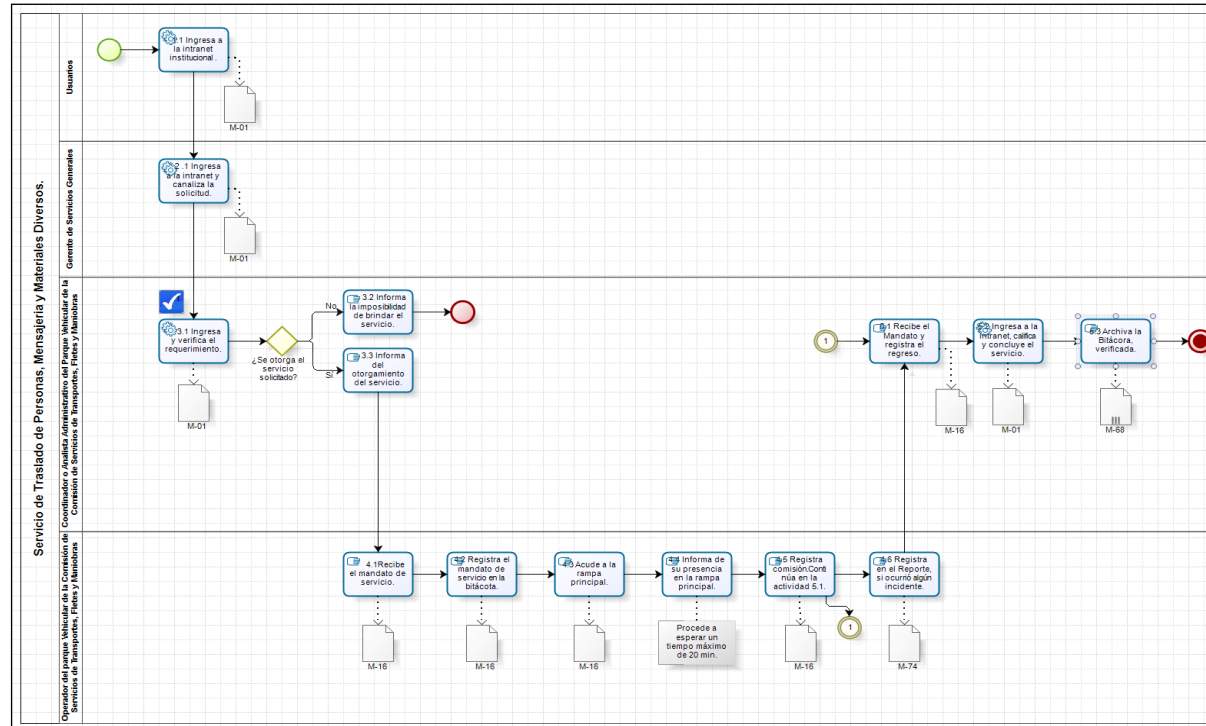 Servicio de Traslado de Personas, Mensajeria y Materiales Diversos.
Usuarios
.1 Ingresa a
la intranet
institucional .
M-01
Gerente de Servicios Generales
2 .1 Ingresa
a la intranet y
canaliza la
solicitud.
M-01
Coordinador o Analista Administrativo del Parque Vehicular de la
Comisión de Servicios de Transportes, Fletes y Maniobras
3.1 Ingresa
y verifica el
requerimiento.
M-01
¿Se otorga el
servicio
solicitado?
No
3.2 Informa
la imposibilidad
de brindar el
servicio.
Sí
3.3 Informa
del
otorgamiento
del servicio.
1
.1 Recibe el
Mandato y
registra el
regreso.
M-16
Ingresa a la
Intranet, califica
y concluye el
servicio.
M-01
.3 Archiva la
Bitácora,
verificada.
M-68
Operador del parque Vehicular de la Comisión de
Servicios de Transportes, Fletes y Maniobras
4.1Recibe
el mandato de
servicio.
M-16
4.2 Registra el
mandato de
servicio en la
bitácota.
M-16
4.3 Acude a la
rampa
principal.
M-16
4.4 Informa de
su presencia
en la rampa
principal.
Procede a
esperar un
tiempo máximo
de 20 min.
4.5 Registra
comisión.Conti
núa en la
actividad 5.1.
M-16
1
4.6 Registra
en el Reporte,
si ocurrió algún
incidente.
M-74